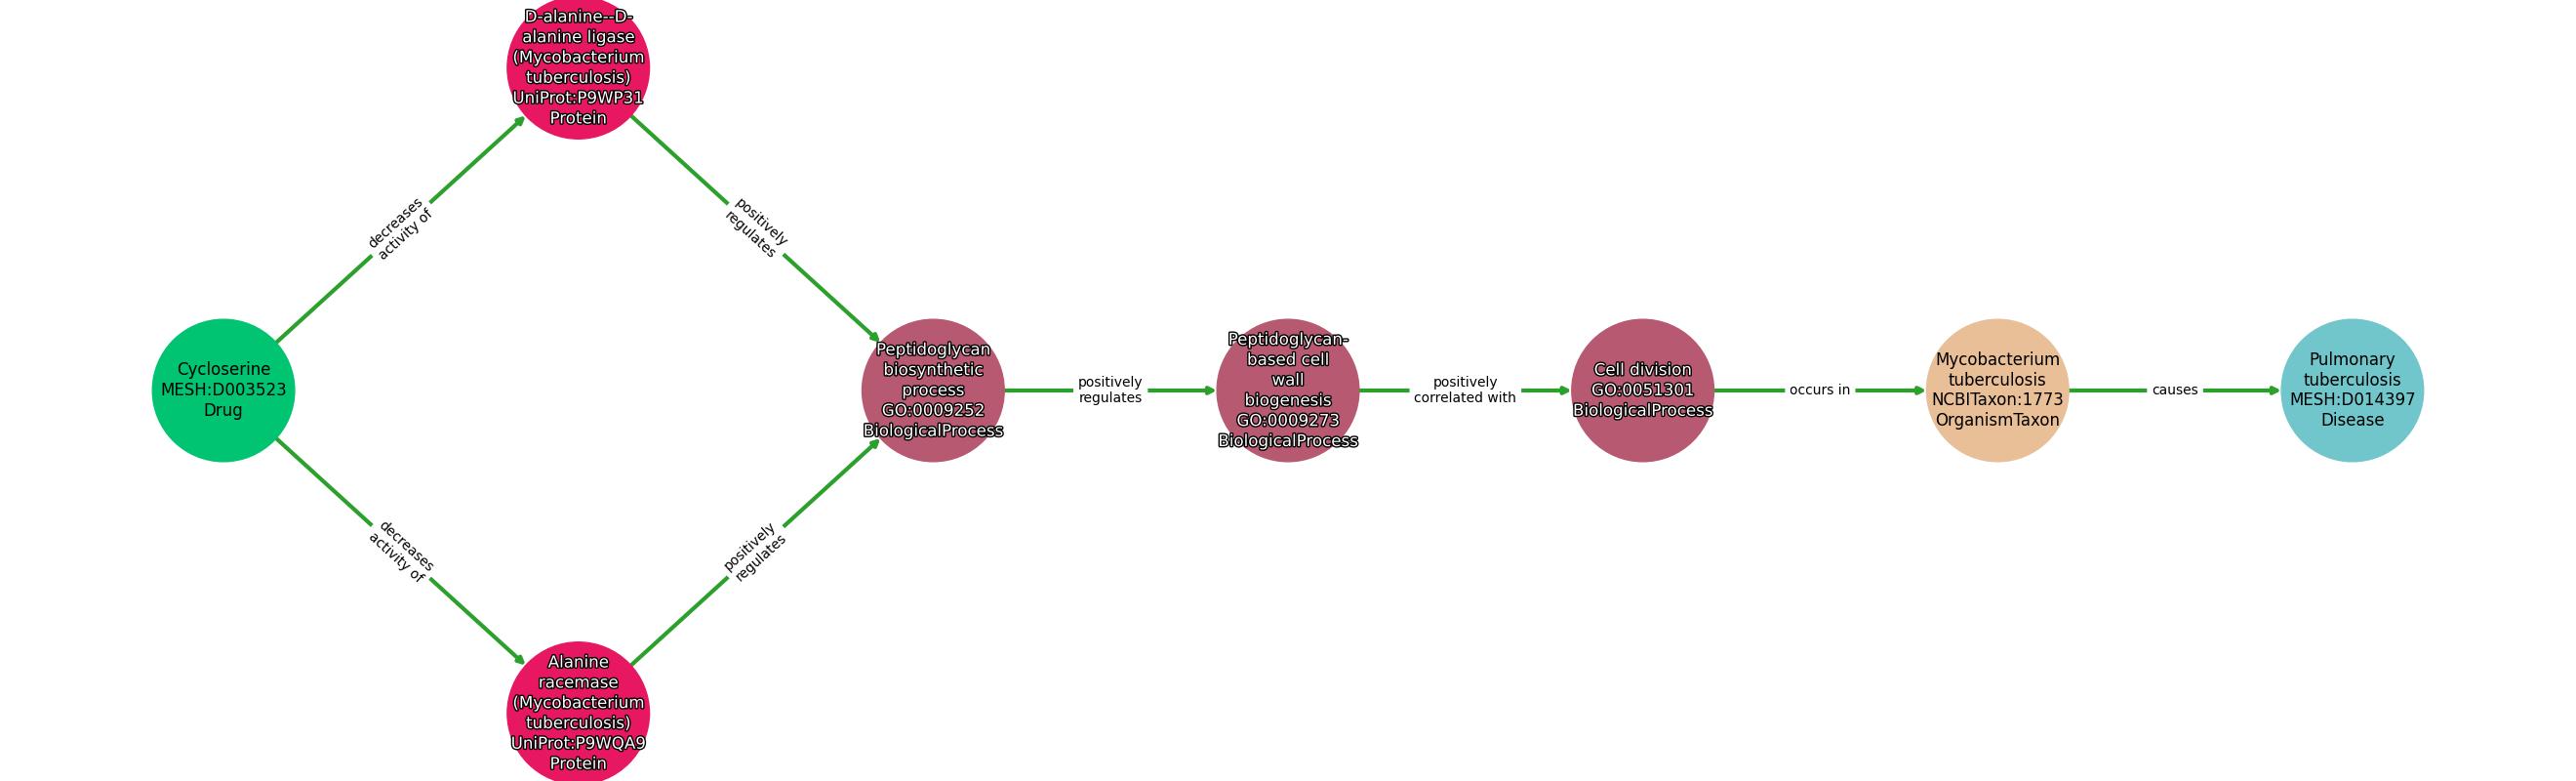 D-alanine--D-
alanine ligase
(Mycobacterium
tuberculosis)
UniProt:P9WP31
Protein
decreases
activity of
positively
regulates
Cycloserine
MESH:D003523
Drug
Peptidoglycan
biosynthetic
process
GO:0009252
BiologicalProcess
positively
regulates
Peptidoglycan-
based cell
wall
biogenesis
GO:0009273
BiologicalProcess
positively
correlated with
Cell division
GO:0051301
BiologicalProcess
occurs in
Mycobacterium
tuberculosis
NCBITaxon:1773
OrganismTaxon
causes
Pulmonary
tuberculosis
MESH:D014397
Disease
decreases
activity of
positively
regulates
Alanine
racemase
(Mycobacterium
tuberculosis)
UniProt:P9WQA9
Protein